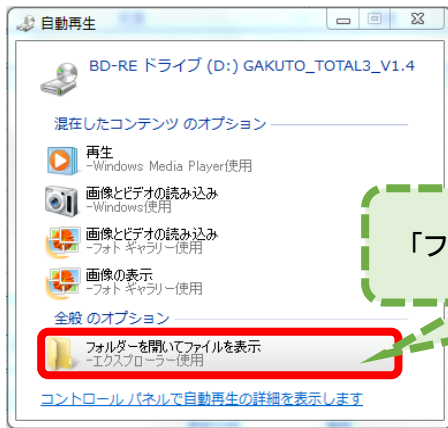 自動再生
BD-RE ドライブ (D:) GAKUTO_TOTAL3_V1.4
混在したコンテンツ のオプション
再生
-Windows Media Player使用
画像とビデオの読み込み
-Windows使用
画像とビデオの読み込み
-フォト ギャラリー使用
画像の表示
-フォト ギャラリー使用
「フ
全般 のオプション
フォルダーを開いてファイルを表示
-エクスプローラー使用
コントロール パネルで自動再生の詳細を表示します